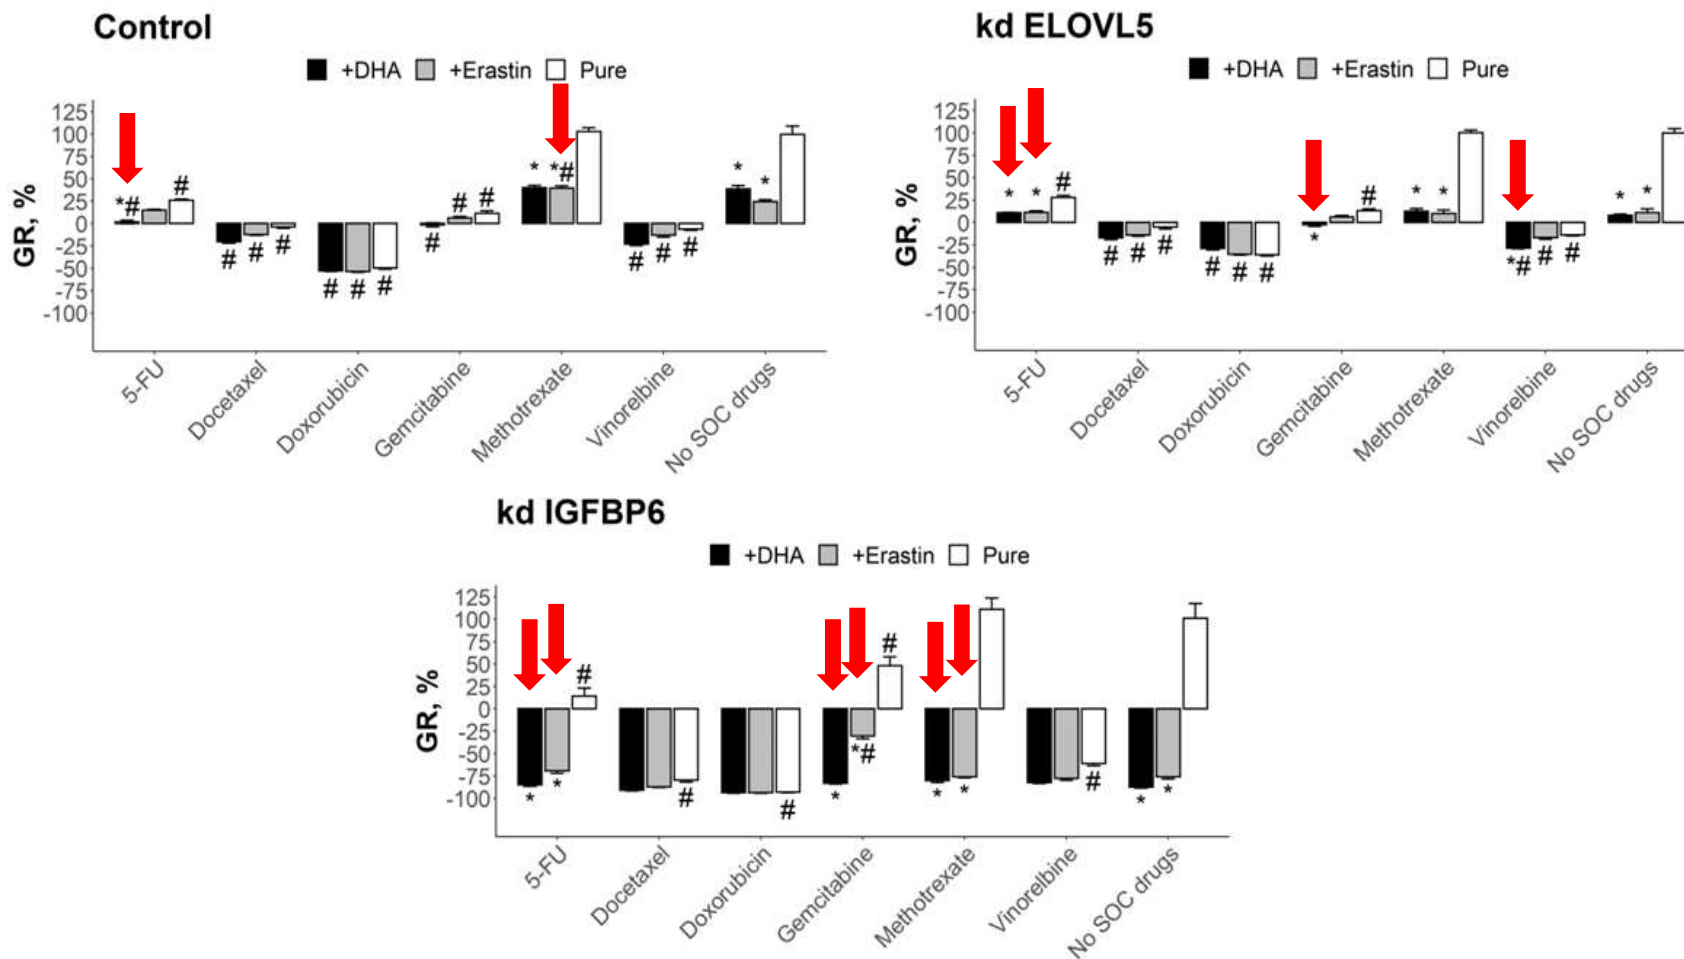 Control
+DHA +Erastin Pure
GR, %
125
100
75
50
25
0
-25
-50
-75
-100
*# # # # * *# * *
# # # # # # # # # #
5-FU
Docetaxel
Doxorubicin
Gemcitabine
Methotrexate
Vinorelbine
No SOC drugs
kd ELOVL5
+DHA +Erastin Pure
GR, %
125
100
75
50
25
0
-25
-50
-75
-100
* * # # * * * *
# # # # # # * *# # #
5-FU
Docetaxel
Doxorubicin
Gemcitabine
Methotrexate
Vinorelbine
No SOC drugs
kd IGFBP6
+DHA +Erastin Pure
GR, %
125
100
75
50
25
0
-25
-50
-75
-100
# #
* * # # * *# * * # * *
5-FU
Docetaxel
Doxorubicin
Gemcitabine
Methotrexate
Vinorelbine
No SOC drugs